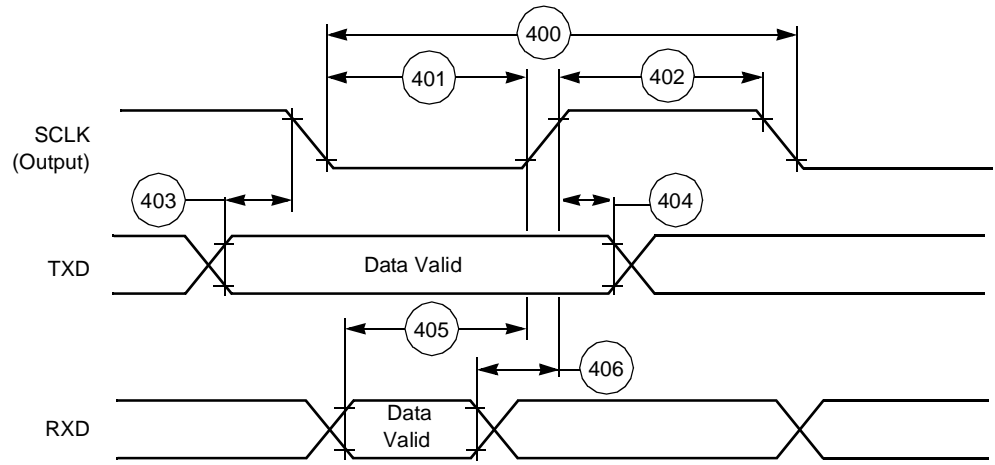 400
401
402
SCLK
(Output)
403
404
TXD
Data Valid
405
406
RXD
Data
Valid